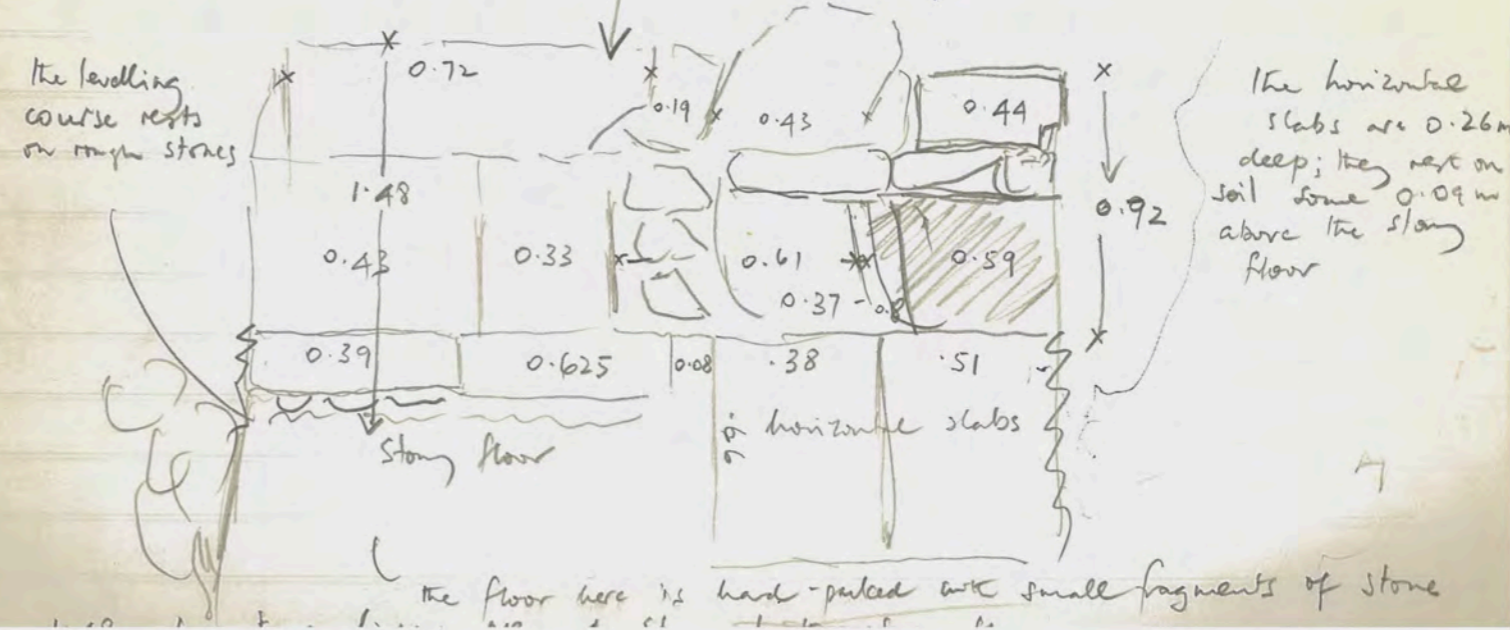 the levelling
course rests
on rough stones
0.72
0.19
0.43
0.44
1.48
0.92
0.43
0.33
0.61
0.59
0.37 -
0.39
0.625
0.08
.38
.51
horizontal slabs
stony floor
the horizontal
slabs are 0.26m
deep; they rest on
soil some 0.09 m
above the stony
floor
the floor here is hard-packed with small fragments of stone